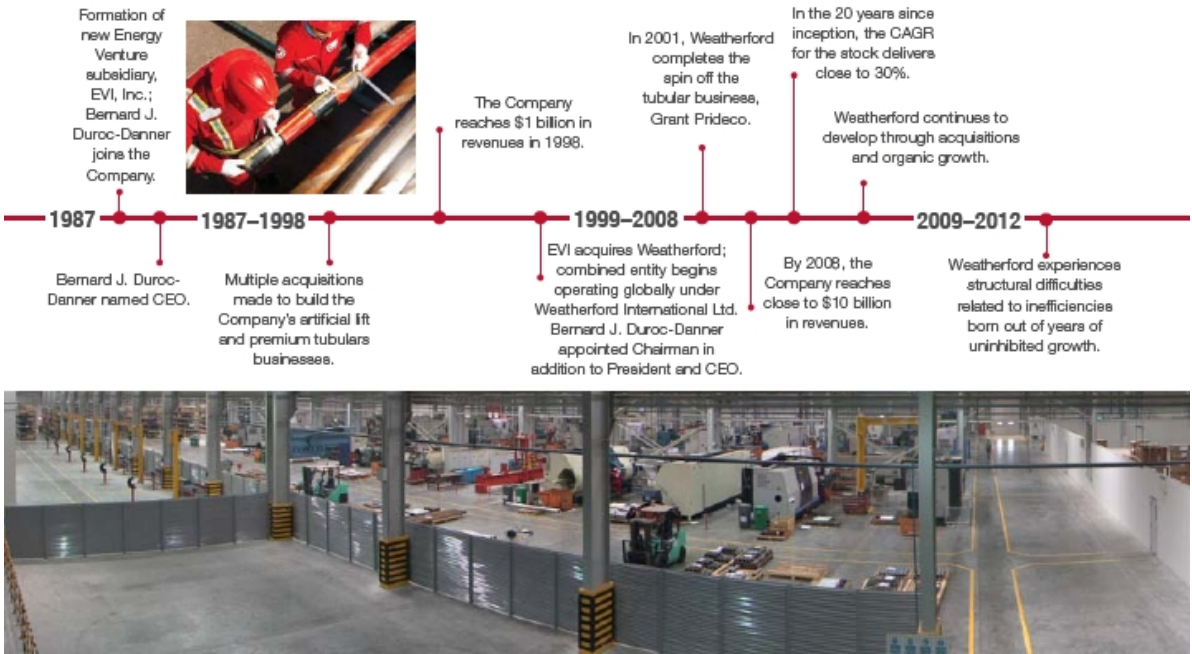 Formation of
new Energy
Venture
subsidiary,
EVI, Inc.;
Bernard J.
Duroc-Danner
joins the
Company.
The Company
reaches $1 billion in
revenues in 1998.
In 2001, Weatherford
completes the
spin off the
tubular business,
Grant Prideco.
In the 20 years since
inception, the CAGR
for the stock delivers
close to 30%.
Weatherford continues to
develop through acquisitions
and organic growth.
1987
1987–1998
1999–2008
2009–2012
Bernard J. Duroc-
Danner named CEO.
Multiple acquisitions
made to build the
Company's artificial lift
and premium tubulars
businesses.
EVI acquires Weatherford;
combined entity begins
operating globally under
Weatherford International Ltd.
Bernard J. Duroc-Danner
appointed Chairman in
addition to President and CEO.
By 2008, the
Company reaches
close to $10 billion
in revenues.
Weatherford experiences
structural difficulties
related to inefficiencies
born out of years of
uninhibited growth.